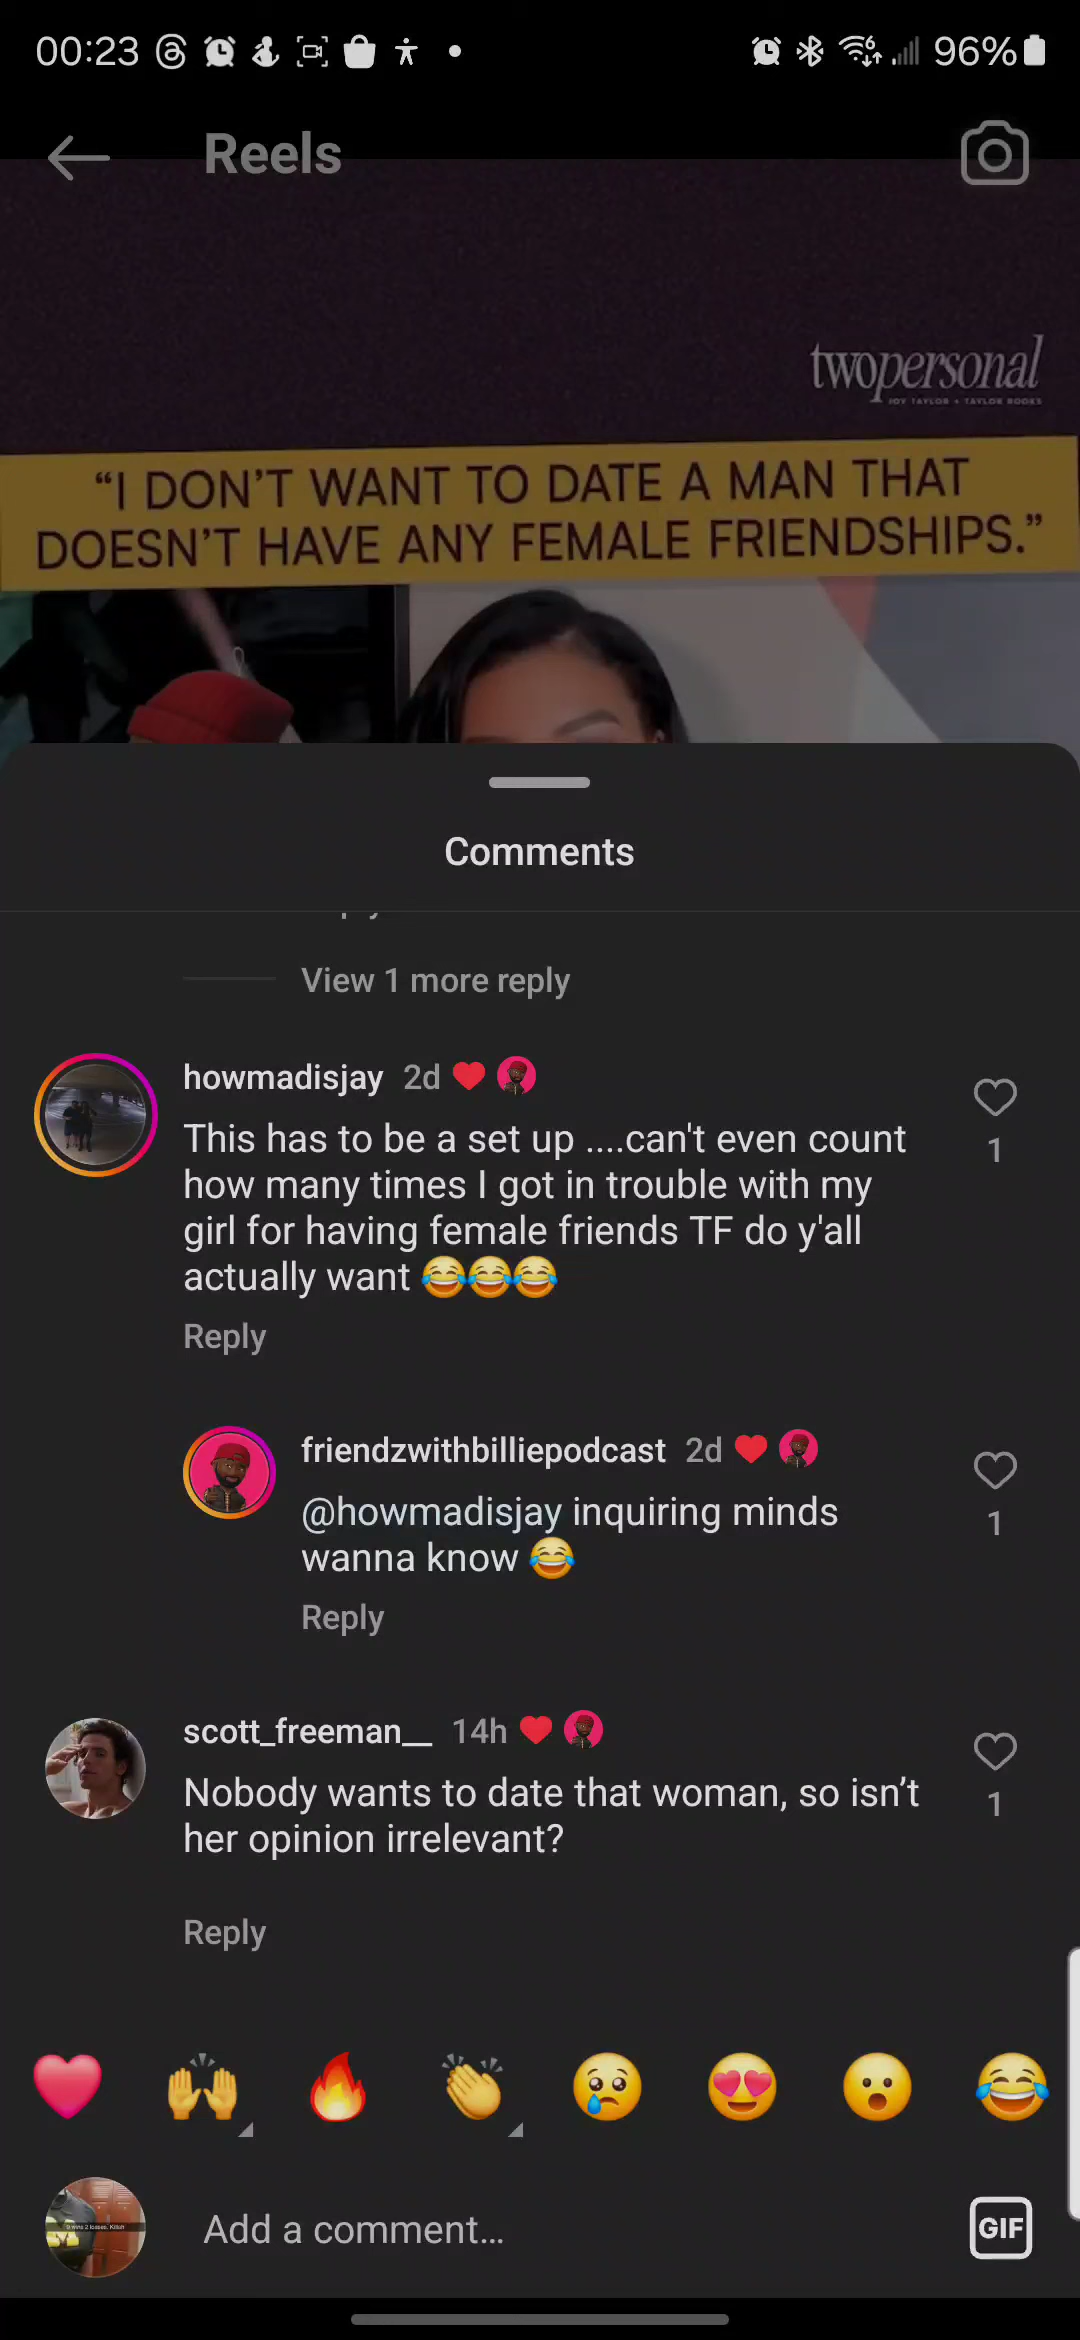 00:23
96%
Reels
twopersonal
JOY TAYLOR + TAYLOR ROOKS
“I DON’T WANT TO DATE A MAN THAT
DOESN’T HAVE ANY FEMALE FRIENDSHIPS.”
Comments
View 1 more reply
howmadisjay 2d
This has to be a set up ....can't even count
how many times I got in trouble with my
girl for having female friends TF do y'all
actually want 😂😂😂
1
Reply
friendzwithbilliepodcast 2d
@howmadisjay inquiring minds
wanna know 😂
1
Reply
scott_freeman__ 14h
Nobody wants to date that woman, so isn’t
her opinion irrelevant?
1
Reply
Add a comment...
GIF